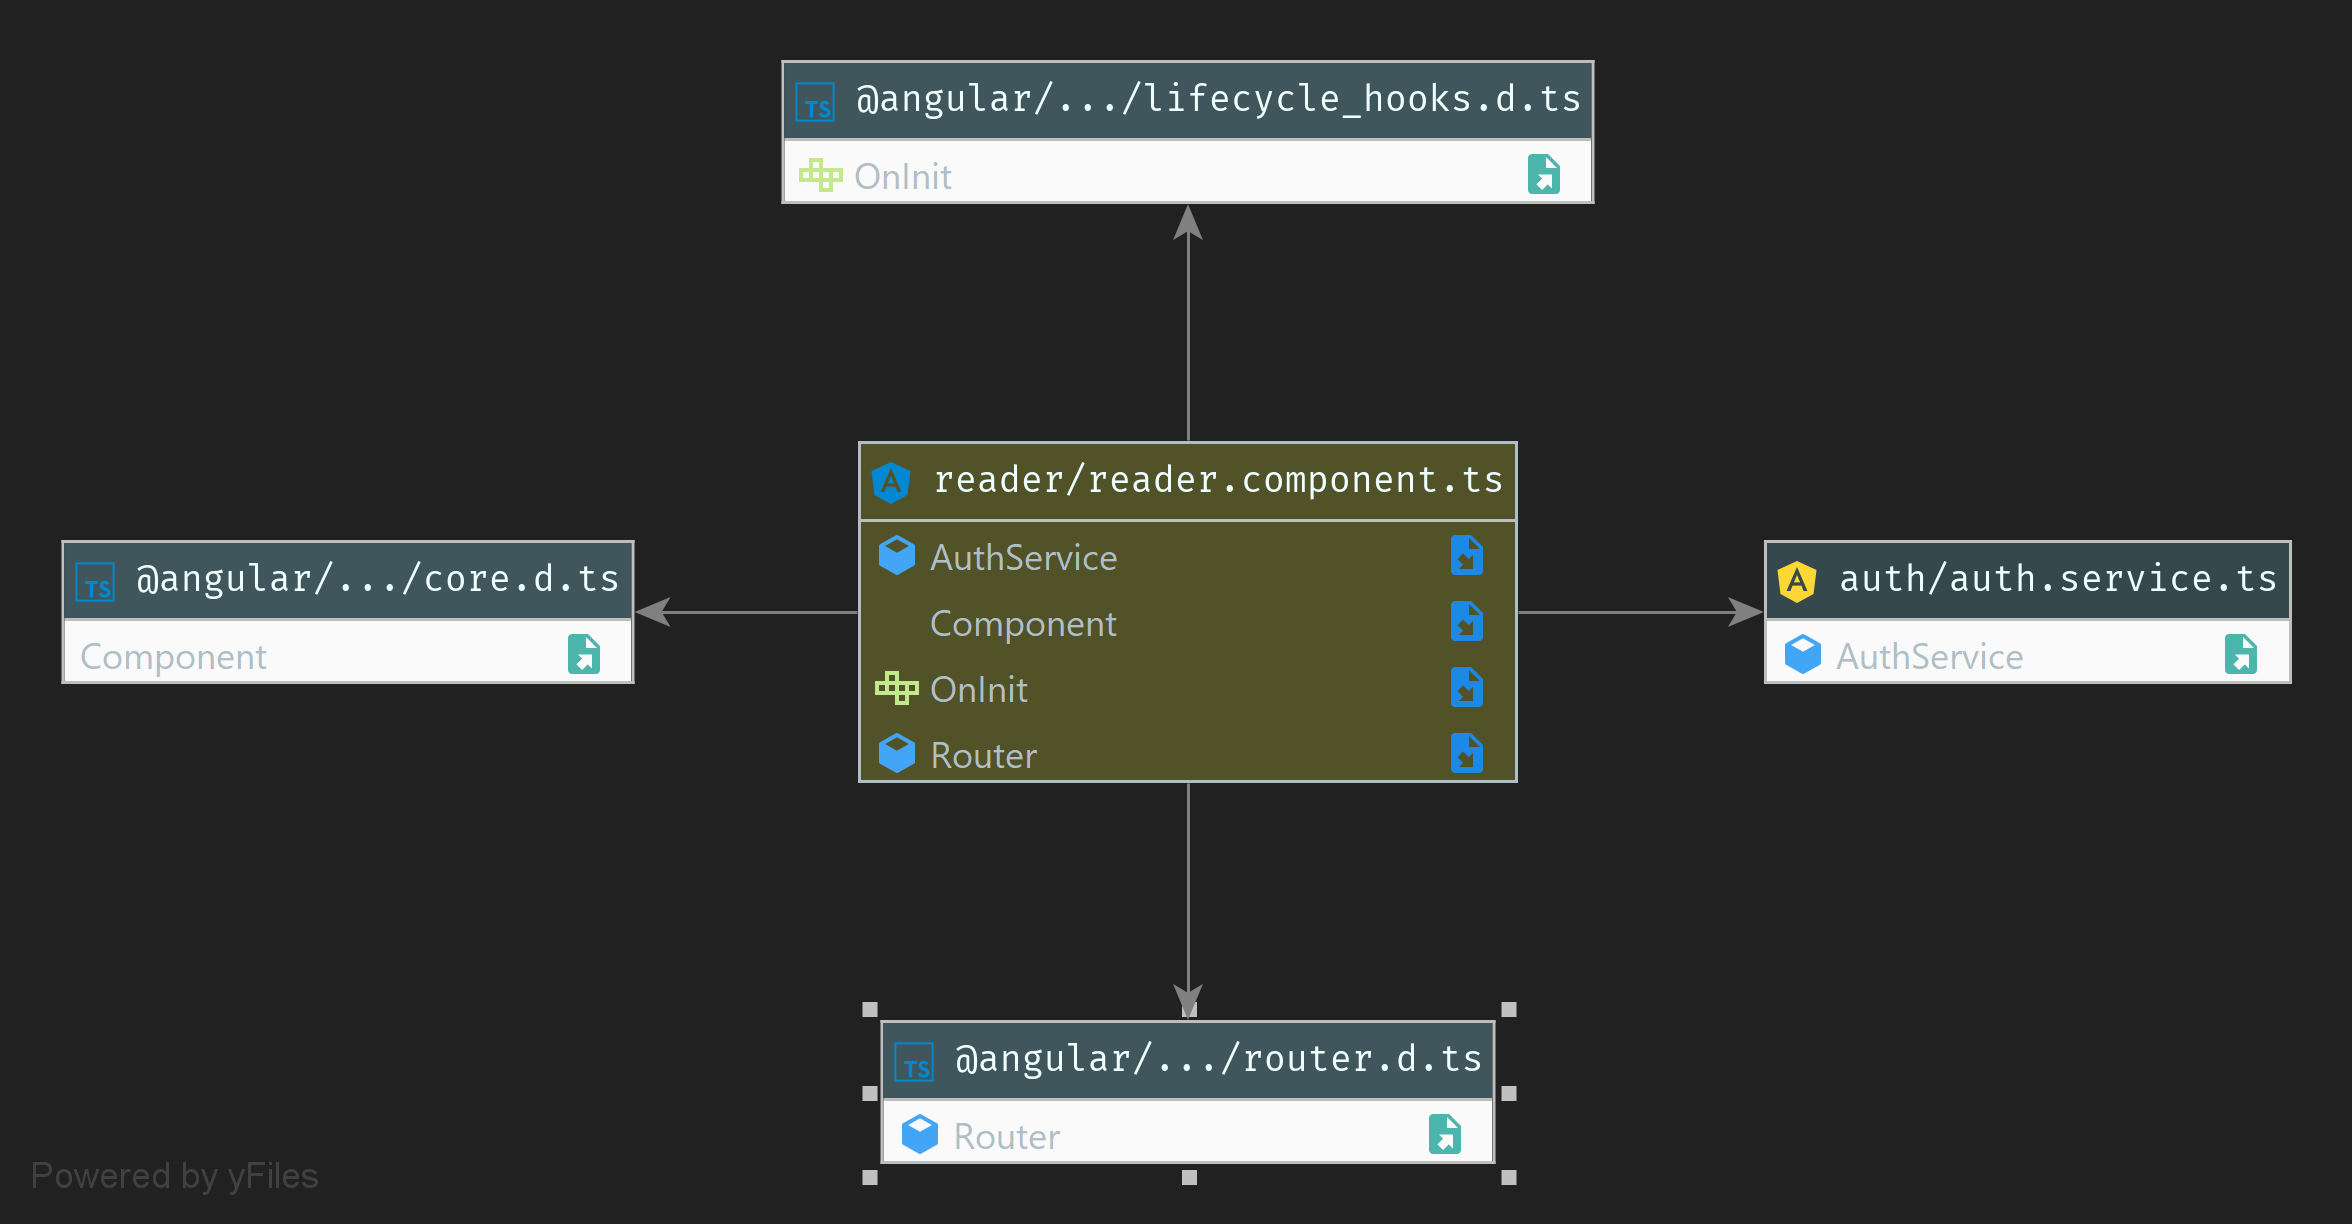 TS @angular/.../lifecycle_hooks.d.ts
OnInit
A reader/reader.component.ts
AuthService
Component
OnInit
Router
TS @angular/.../core.d.ts
Component
A auth/auth.service.ts
AuthService
TS @angular/.../router.d.ts
Router
Powered by yFiles